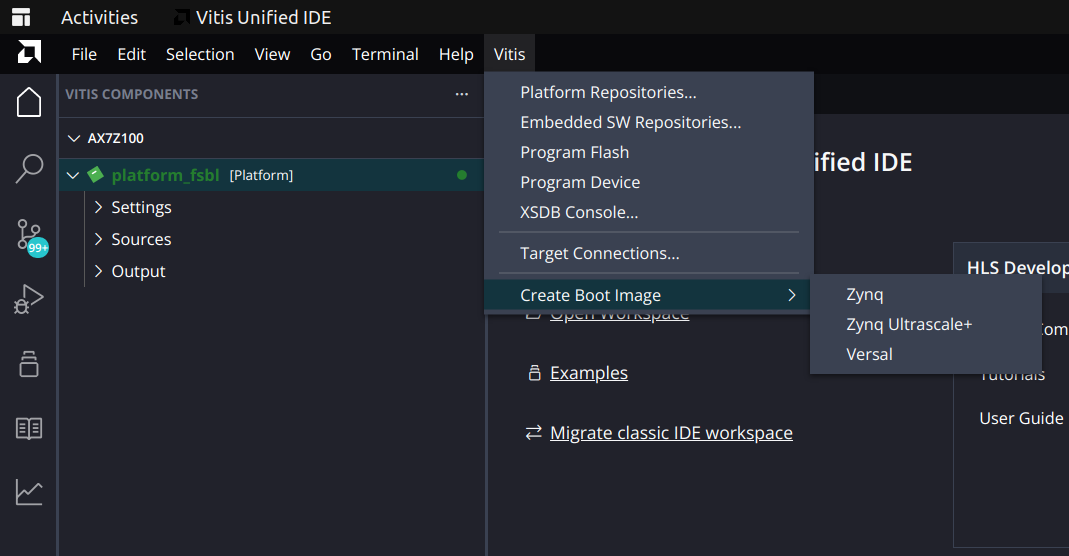 Activities Vitis Unified IDE
File Edit Selection View Go Terminal Help Vitis
VITIS COMPONENTS ...
AX7Z100
platform_fsbl [Platform]
Settings
Sources
Output
99+
Platform Repositories...
Embedded SW Repositories...
Program Flash
Program Device
XSDB Console...
Target Connections...
Create Boot Image
Zynq
Zynq Ultrascale+
Versal
ified IDE
Open Workspace
Examples
Migrate classic IDE workspace
HLS Develop
Com
Tutorials
User Guide